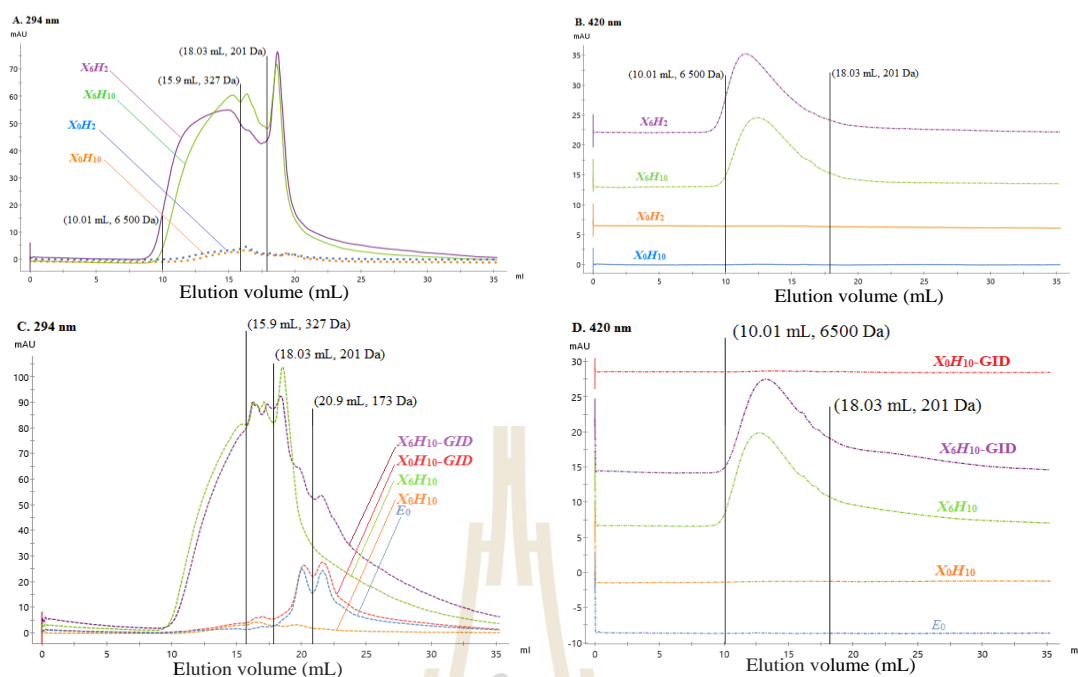 A. 294 nm
mAU
70
60
50
40
30
20
10
0
X₆H₂
X₆H₁₀
X₀H₂
X₀H₁₀
(18.03 mL, 201 Da)
(15.9 mL, 327 Da)
(10.01 mL, 6 500 Da)
0 5 10 15 20 25 30 35 ml
Elution volume (mL)
B. 420 nm
mAU
35
30
25
20
15
10
5
0
(10.01 mL, 6 500 Da)
(18.03 mL, 201 Da)
X₆H₂
X₆H₁₀
X₀H₂
X₀H₁₀
0 5 10 15 20 25 30 35 ml
Elution volume (mL)
C. 294 nm
mAU
100
90
80
70
60
50
40
30
20
10
0
(15.9 mL, 327 Da)
(18.03 mL, 201 Da)
(20.9 mL, 173 Da)
X₆H₁₀-GID
X₀H₁₀-GID
X₆H₁₀
X₀H₁₀
E₀
0 5 10 15 20 25 30 35 ml
Elution volume (mL)
D. 420 nm
mAU
30
25
20
15
10
5
0
-5
-10
(10.01 mL, 6500 Da)
(18.03 mL, 201 Da)
X₀H₁₀-GID
X₆H₁₀-GID
X₆H₁₀
X₀H₁₀
E₀
0 5 10 15 20 25 30 35 m
Elution volume (mL)